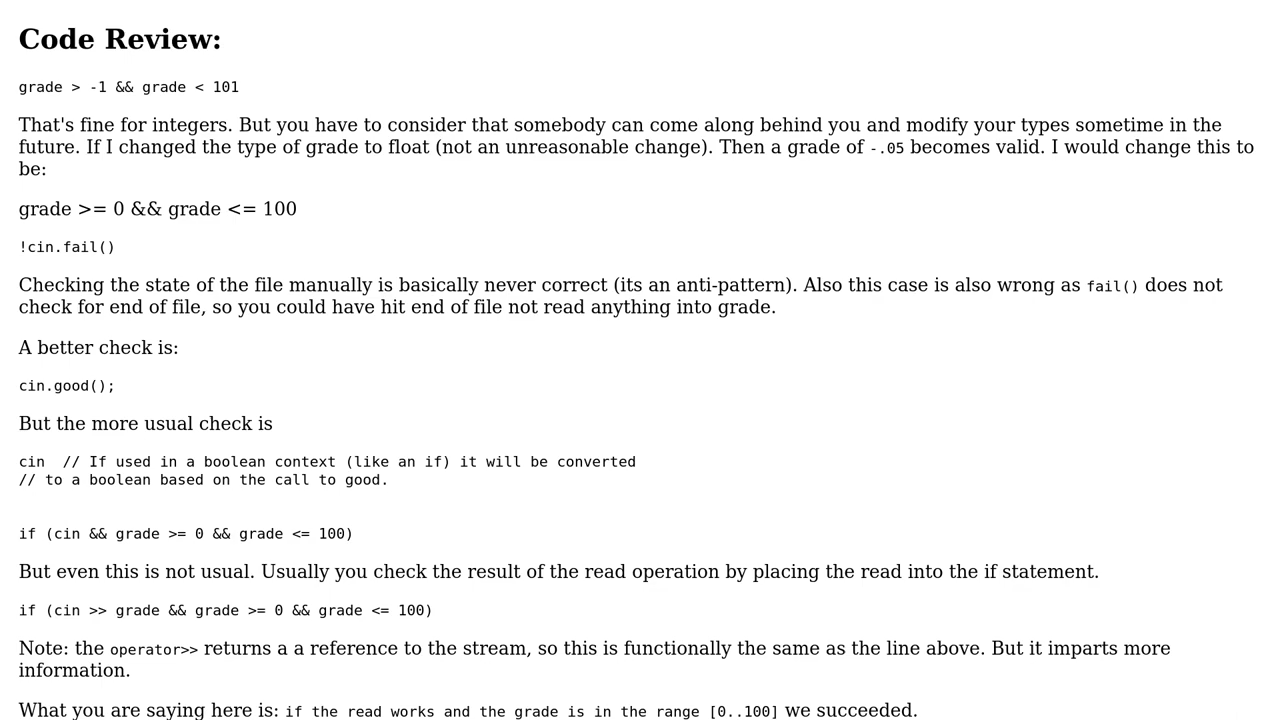 Code Review:
grade > -1 && grade < 101
That's fine for integers. But you have to consider that somebody can come along behind you and modify your types sometime in the
future. If I changed the type of grade to float (not an unreasonable change). Then a grade of -.05 becomes valid. I would change this to
be:
grade >= 0 && grade <= 100
!cin.fail()
Checking the state of the file manually is basically never correct (its an anti-pattern). Also this case is also wrong as fail() does not
check for end of file, so you could have hit end of file not read anything into grade.
A better check is:
cin.good();
But the more usual check is
cin  // If used in a boolean context (like an if) it will be converted
// to a boolean based on the call to good.
if (cin && grade >= 0 && grade <= 100)
But even this is not usual. Usually you check the result of the read operation by placing the read into the if statement.
if (cin >> grade && grade >= 0 && grade <= 100)
Note: the operator>> returns a a reference to the stream, so this is functionally the same as the line above. But it imparts more
information.
What you are saying here is: if the read works and the grade is in the range [0..100] we succeeded.